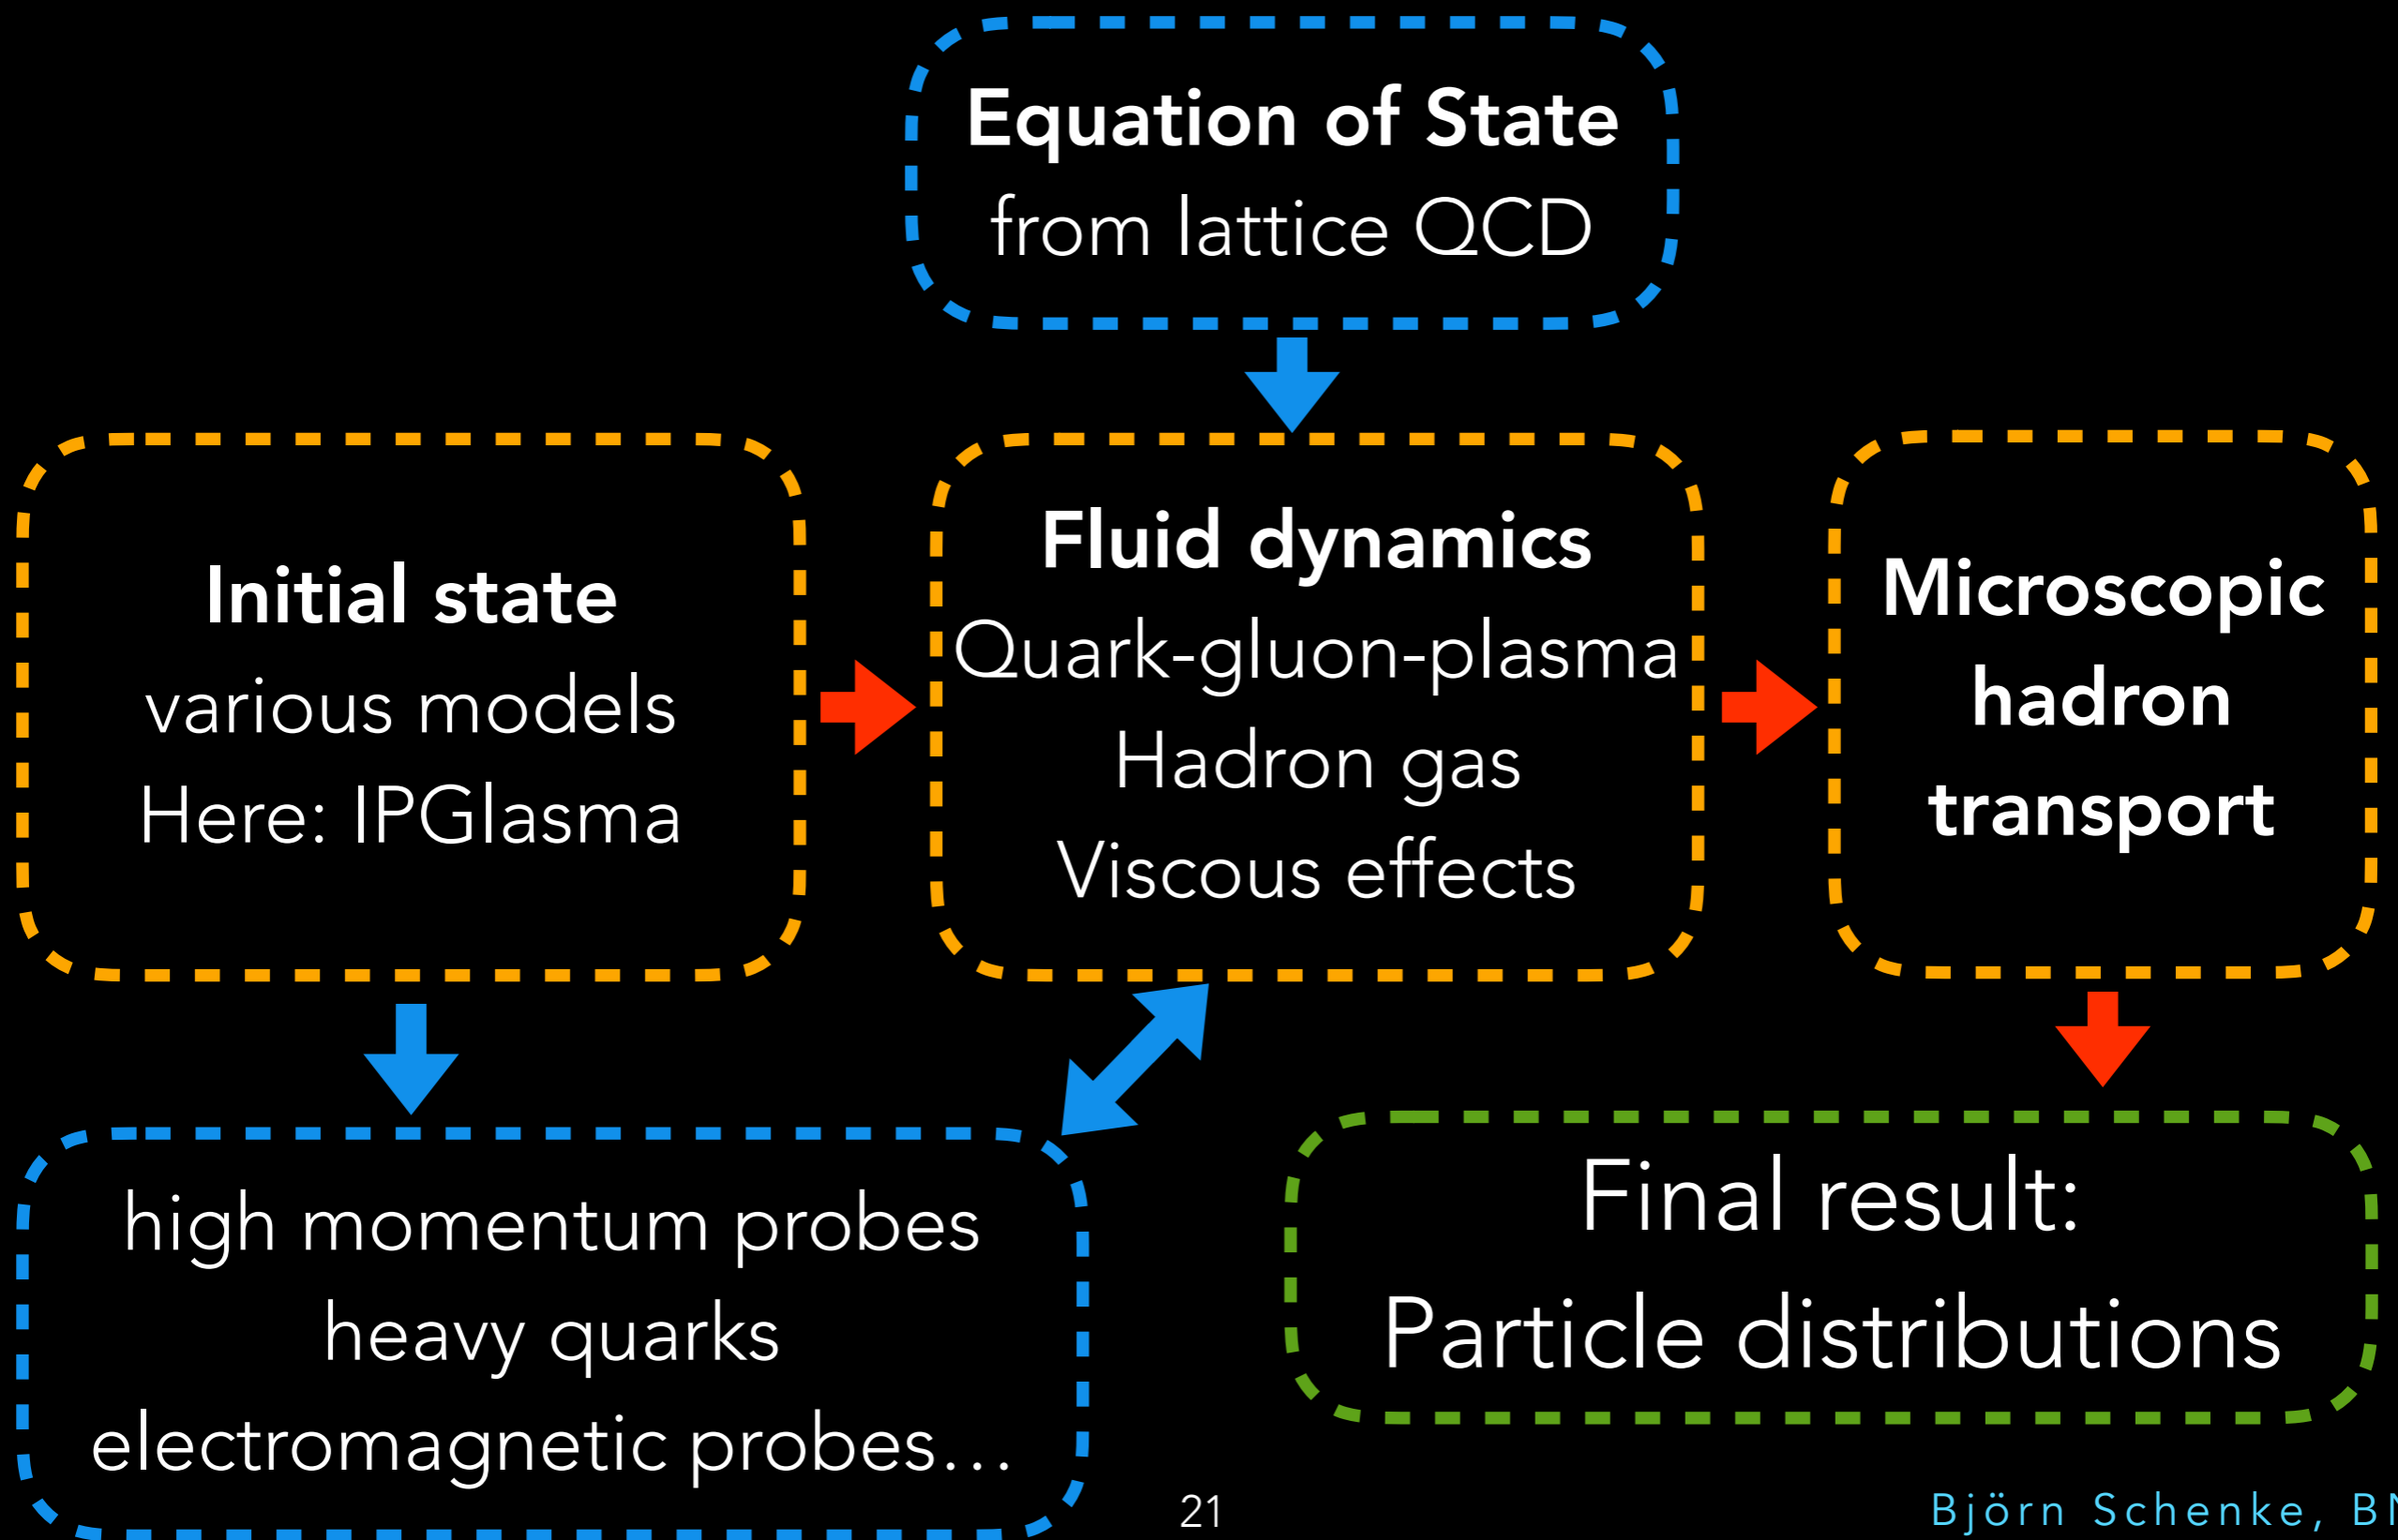 Equation of State
from lattice QCD
Initial state
various models
Here: IPGlasma
Fluid dynamics
Quark-gluon-plasma
Hadron gas
Viscous effects
Microscopic
hadron
transport
high momentum probes
heavy quarks
electromagnetic probes…
Final result:
Particle distributions
21
Björn Schenke,